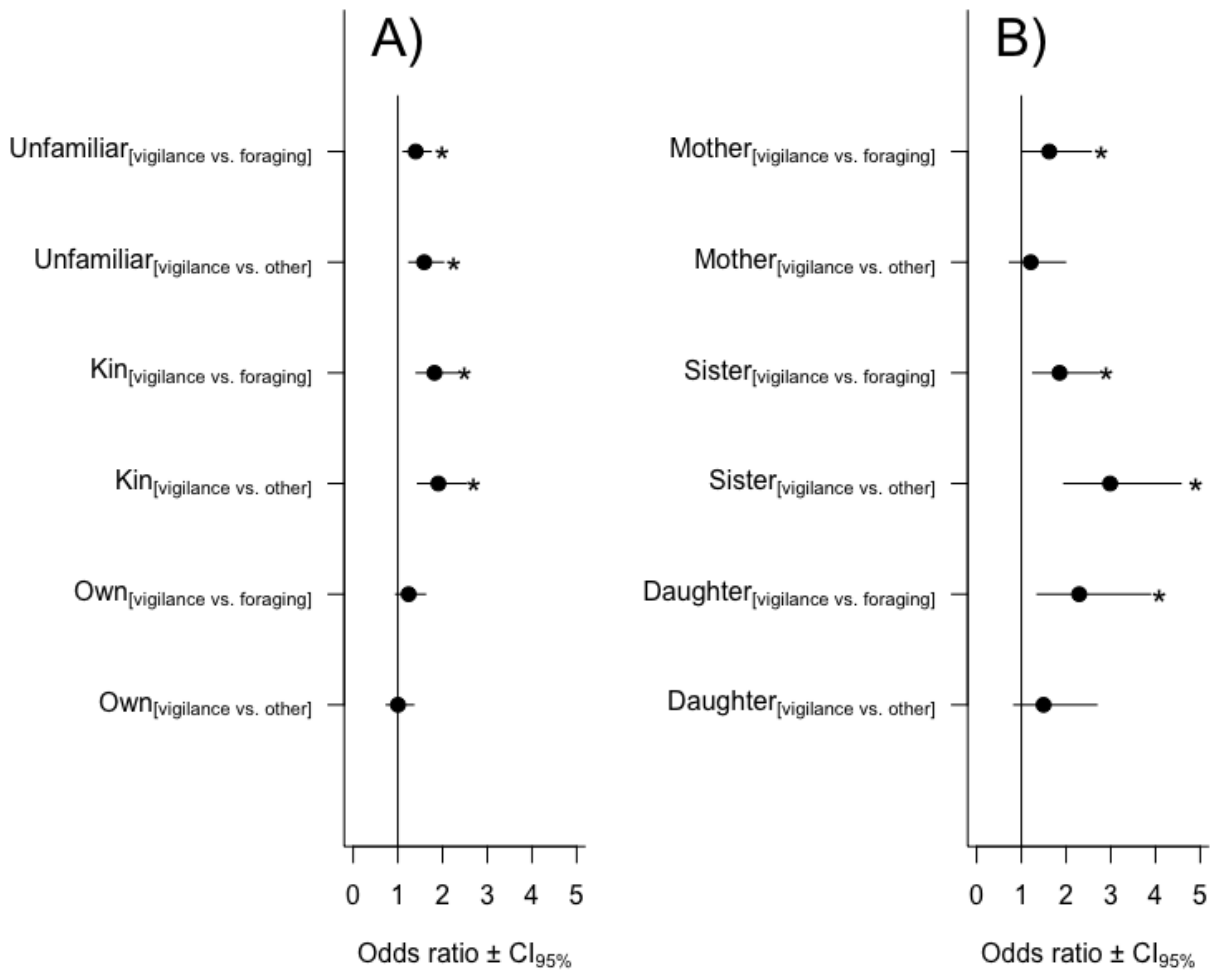 A)
Unfamiliar[vigilance vs. foraging] *
Unfamiliar[vigilance vs. other] *
Kin[vigilance vs. foraging] *
Kin[vigilance vs. other] *
Own[vigilance vs. foraging]
Own[vigilance vs. other]
0 1 2 3 4 5
Odds ratio ± CI95%
B)
Mother[vigilance vs. foraging] *
Mother[vigilance vs. other]
Sister[vigilance vs. foraging] *
Sister[vigilance vs. other] *
Daughter[vigilance vs. foraging] *
Daughter[vigilance vs. other]
0 1 2 3 4 5
Odds ratio ± CI95%